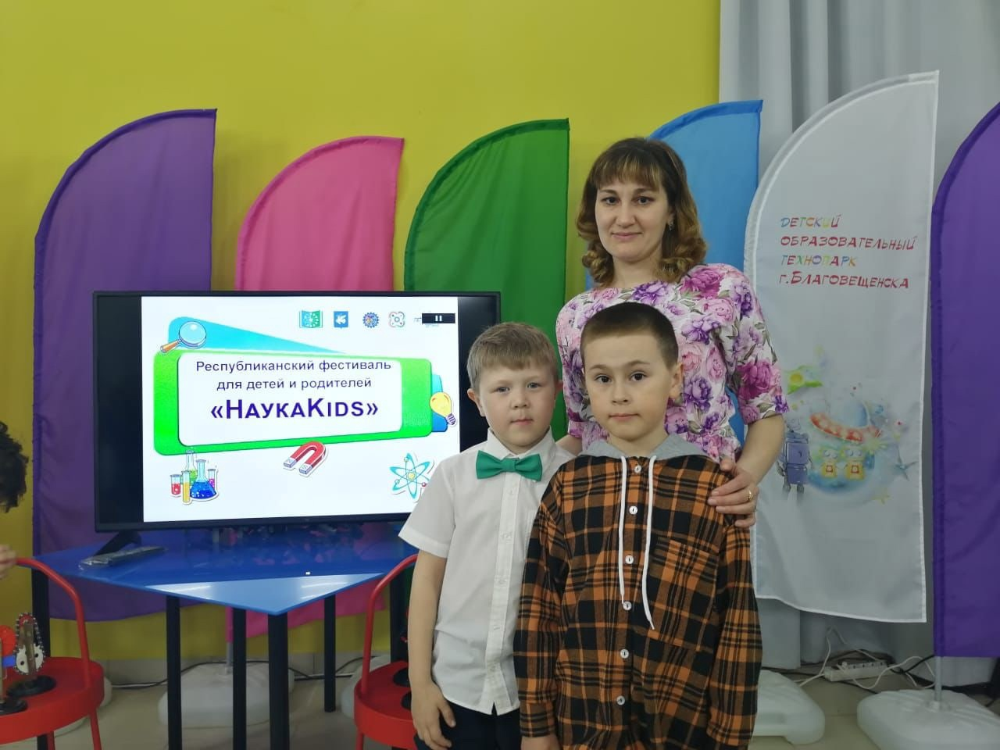 Республиканский фестиваль
для детей и родителей
«НаукаKids»
Детский
образовательный
технопарк
г.Благовещенска